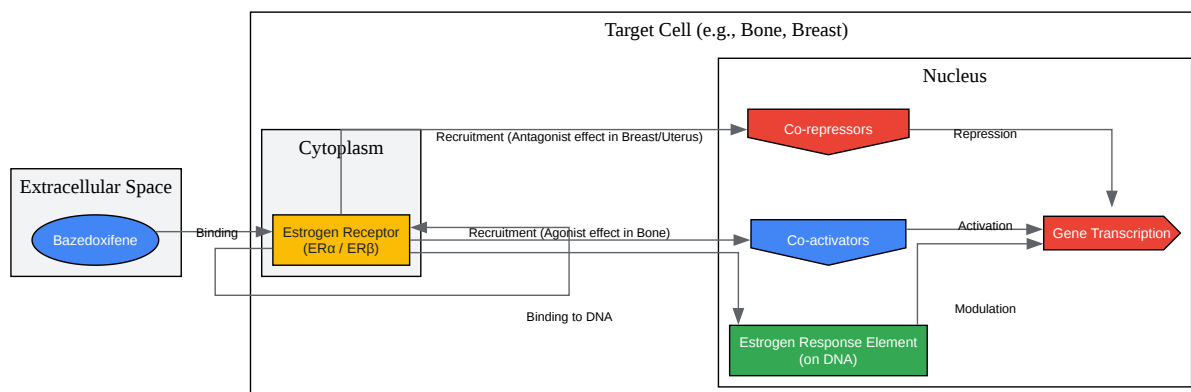 Target Cell (e.g., Bone, Breast)
Nucleus
Co-repressors
Recruitment (Antagonist effect in Breast/Uterus)
Repression
Cytoplasm
Extracellular Space
Bazedoxifene
Binding
Estrogen Receptor
(ERα / ERβ)
Recruitment (Agonist effect in Bone)
Co-activators
Activation
Gene Transcription
Binding to DNA
Modulation
Estrogen Response Element
(on DNA)